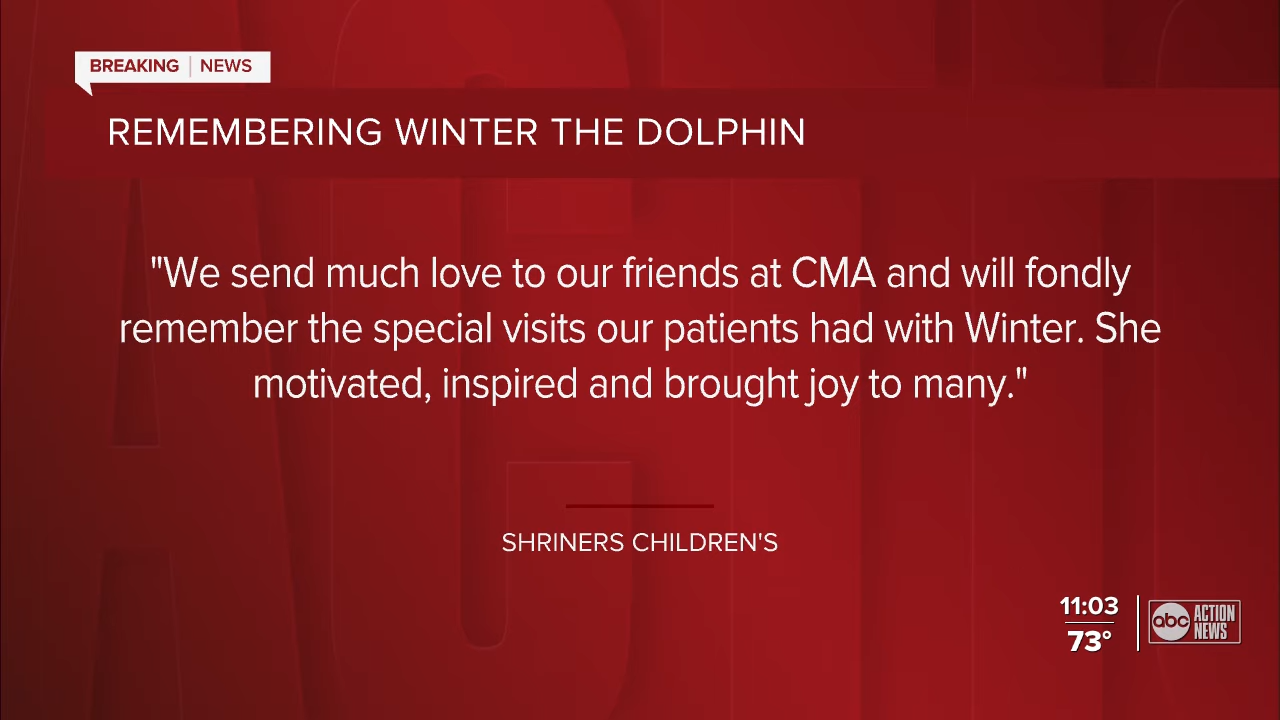 BREAKING | NEWS
REMEMBERING WINTER THE DOLPHIN
"We send much love to our friends at CMA and will fondly
remember the special visits our patients had with Winter. She
motivated, inspired and brought joy to many."
SHRINERS CHILDREN'S
11:03
73°
abc ACTION
NEWS